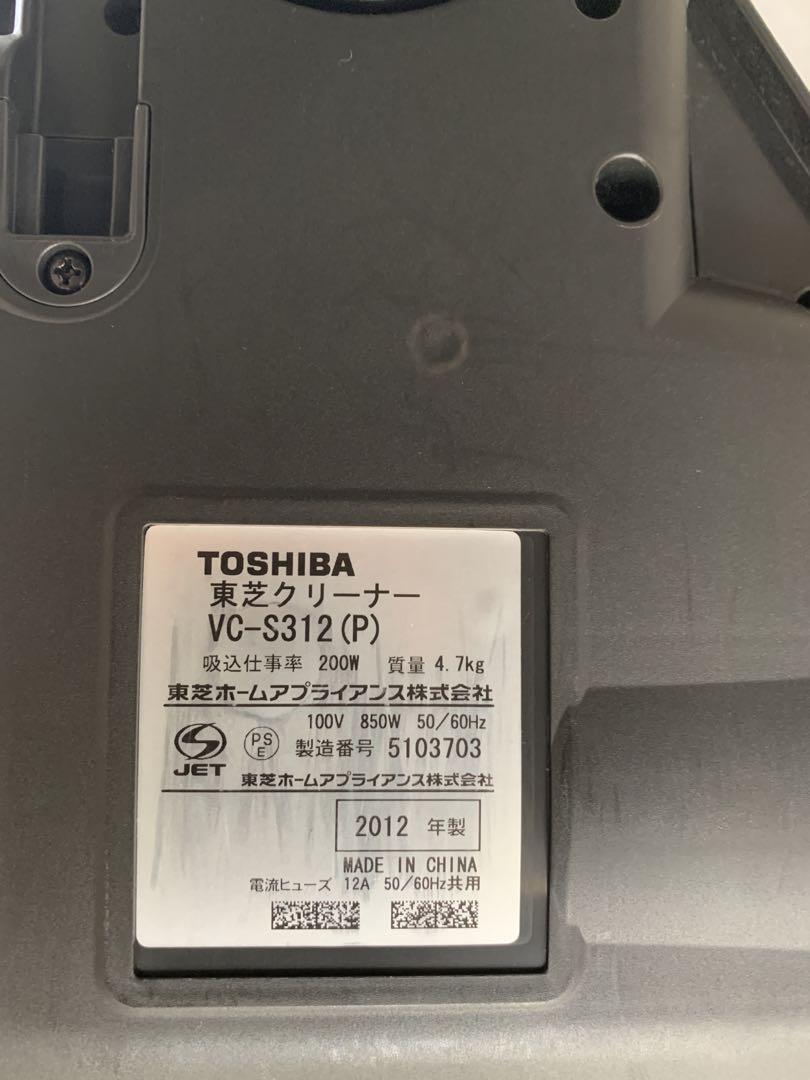 TOSHIBA
東芝クリーナー
VC-S312(P)
吸込仕事率 200W 質量 4.7kg
東芝ホームアプライアンス株式会社
100V 850W 50/60Hz
JET PSE 製造番号 5103703
東芝ホームアプライアンス株式会社
2012 年製
MADE IN CHINA
電流ヒューズ 12A 50/60Hz共用